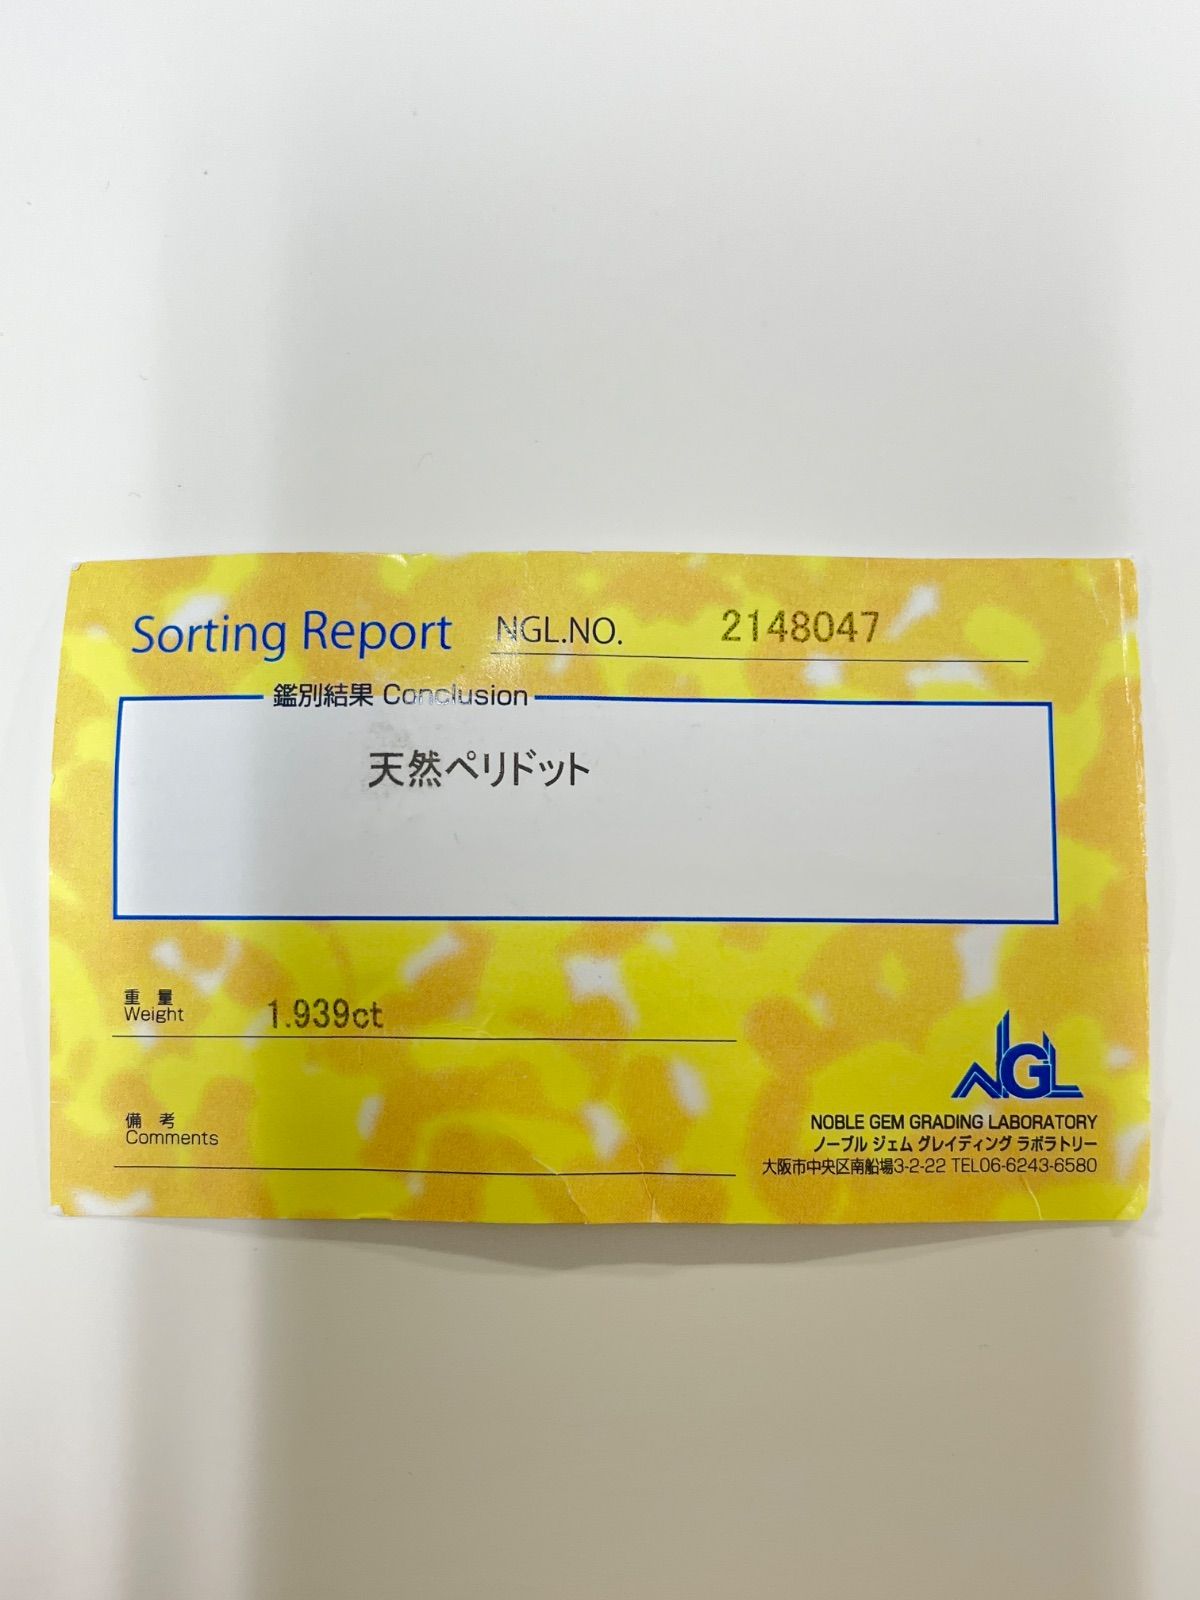 Sorting Report NGL.NO. 2148047
鑑別結果 Conclusion
天然ペリドット
重量
Weight 1.939ct
備考
Comments
NGL
NOBLE GEM GRADING LABORATORY
ノーブル ジェム グレイディング ラボラトリー
大阪市中央区南船場3-2-22 TEL06-6243-6580